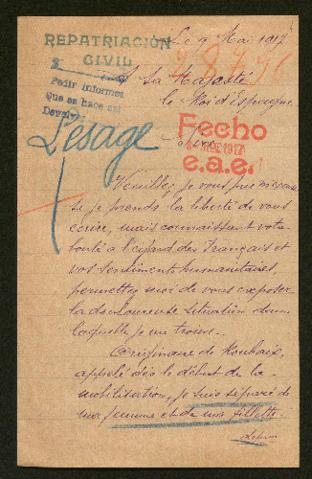 REPATRIACIÓN
CIVIL
Le 9 Mai 1917
A Sa Majesté
le Roi d'Espagne
Pedir informes
Que se hace así
Lesage
Fecho
1917
e.a.e.
Veuillez, je vous prie m'excuser
si je prends la liberté de vous
écrire, mais connaissant votre
bonté à l'égard des Français et
vos sentiments humanitaires,
permettez moi de vous exposer
la douloureuse situation dans
laquelle je me trouve.
Originaire de Roubaix,
appelé dès le début de la
mobilisation, je suis séparé de
ma femme et de ma fillette.